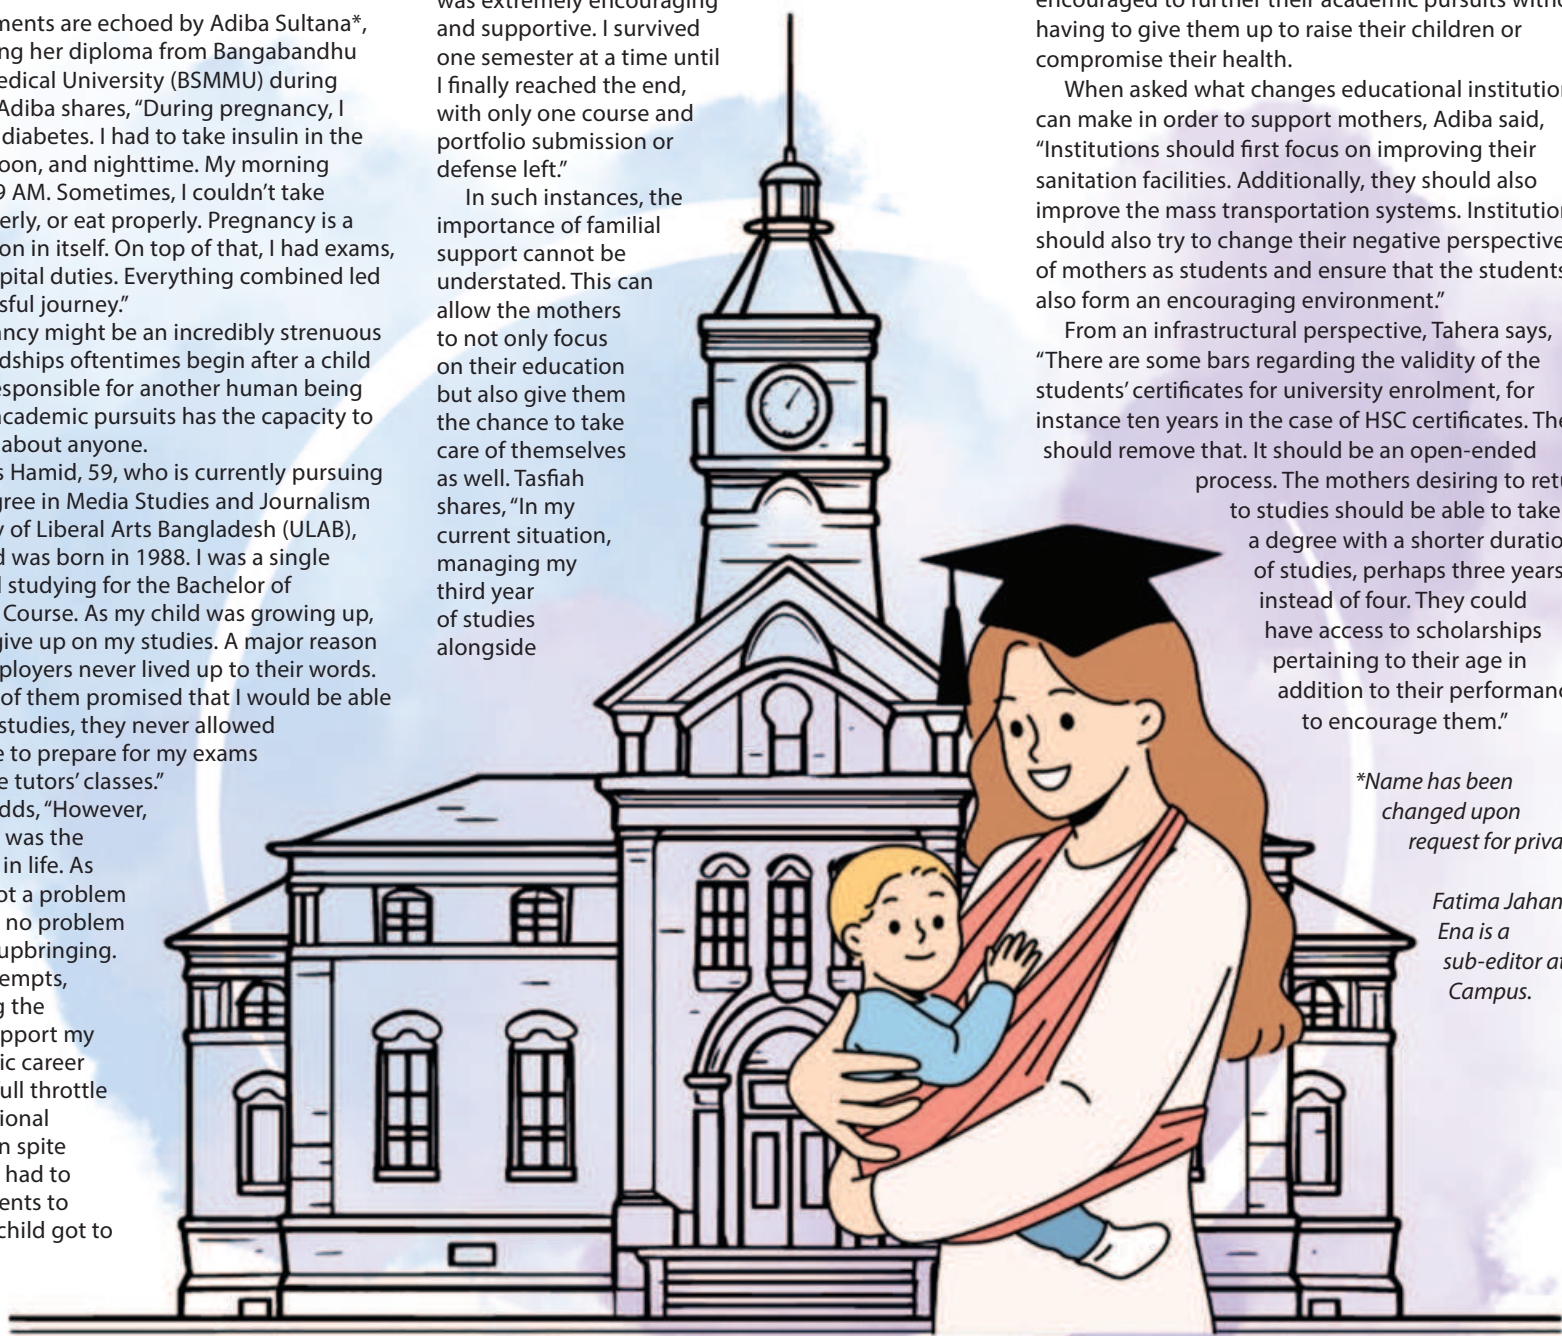 ments are echoed by Adiba Sultana*,
ng her diploma from Bangabandhu
edical University (BSMMU) during
Adiba shares, “During pregnancy, I
diabetes. I had to take insulin in the
oon, and nighttime. My morning
9 AM. Sometimes, I couldn’t take
erly, or eat properly. Pregnancy is a
on in itself. On top of that, I had exams,
pital duties. Everything combined led
sful journey.”
ancy might be an incredibly strenuous
dships oftentimes begin after a child
esponsible for another human being
academic pursuits has the capacity to
about anyone.
s Hamid, 59, who is currently pursuing
gree in Media Studies and Journalism
y of Liberal Arts Bangladesh (ULAB),
d was born in 1988. I was a single
d studying for the Bachelor of
Course. As my child was growing up,
give up on my studies. A major reason
ployers never lived up to their words.
of them promised that I would be able
studies, they never allowed
e to prepare for my exams
e tutors’ classes.”
dds, “However,
was the
in life. As
ot a problem
no problem
upbringing.
tempts,
g the
upport my
ic career
full throttle
tional
n spite
had to
ents to
child got to
was extremely encouraging
and supportive. I survived
one semester at a time until
I finally reached the end,
with only one course and
portfolio submission or
defense left.”
In such instances, the
importance of familial
support cannot be
understated. This can
allow the mothers
to not only focus
on their education
but also give them
the chance to take
care of themselves
as well. Tasfiah
shares, “In my
current situation,
managing my
third year
of studies
alongside
encouraged to further their academic pursuits witho
having to give them up to raise their children or
compromise their health.
When asked what changes educational institution
can make in order to support mothers, Adiba said,
“Institutions should first focus on improving their
sanitation facilities. Additionally, they should also
improve the mass transportation systems. Institution
should also try to change their negative perspective
of mothers as students and ensure that the students
also form an encouraging environment.”
From an infrastructural perspective, Tahera says,
“There are some bars regarding the validity of the
students’ certificates for university enrolment, for
instance ten years in the case of HSC certificates. The
should remove that. It should be an open-ended
process. The mothers desiring to retu
to studies should be able to take
a degree with a shorter duratio
of studies, perhaps three years
instead of four. They could
have access to scholarships
pertaining to their age in
addition to their performanc
to encourage them.”
*Name has been
changed upon
request for priva
Fatima Jahan
Ena is a
sub-editor at
Campus.